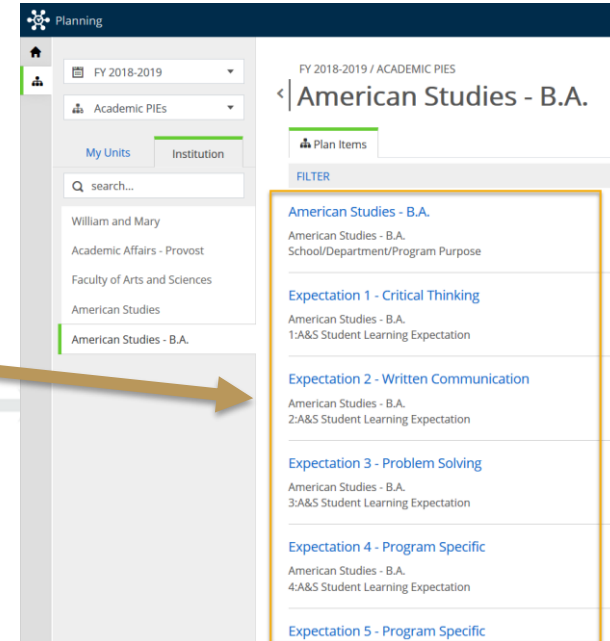 Planning
FY 2018-2019
Academic PIEs
My Units
Institution
search...
William and Mary
Academic Affairs - Provost
Faculty of Arts and Sciences
American Studies
American Studies - B.A.
FY 2018-2019 / ACADEMIC PIES
American Studies - B.A.
Plan Items
FILTER
American Studies - B.A.
American Studies - B.A.
School/Department/Program Purpose
Expectation 1 - Critical Thinking
American Studies - B.A.
1:A&S Student Learning Expectation
Expectation 2 - Written Communication
American Studies - B.A.
2:A&S Student Learning Expectation
Expectation 3 - Problem Solving
American Studies - B.A.
3:A&S Student Learning Expectation
Expectation 4 - Program Specific
American Studies - B.A.
4:A&S Student Learning Expectation
Expectation 5 - Program Specific